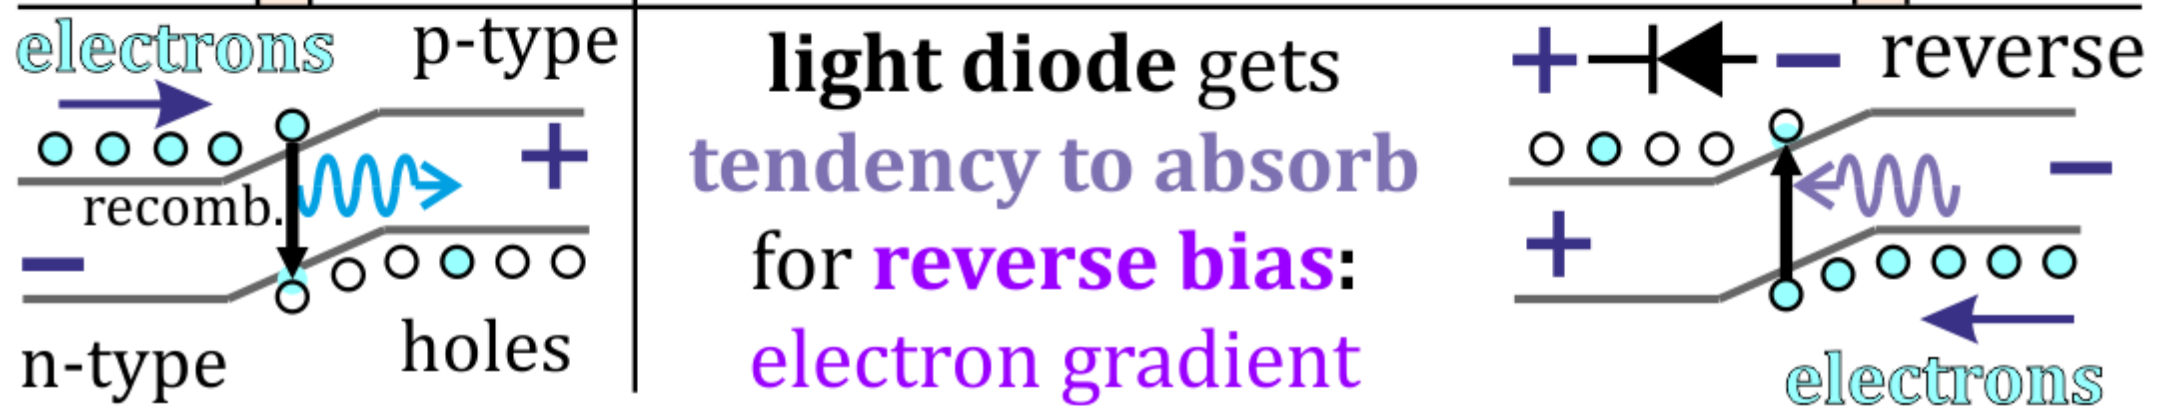 electrons
p-type
+
recomb.
−
n-type
holes
light diode gets
tendency to absorb
for reverse bias:
electron gradient
+ − reverse
−
+
electrons